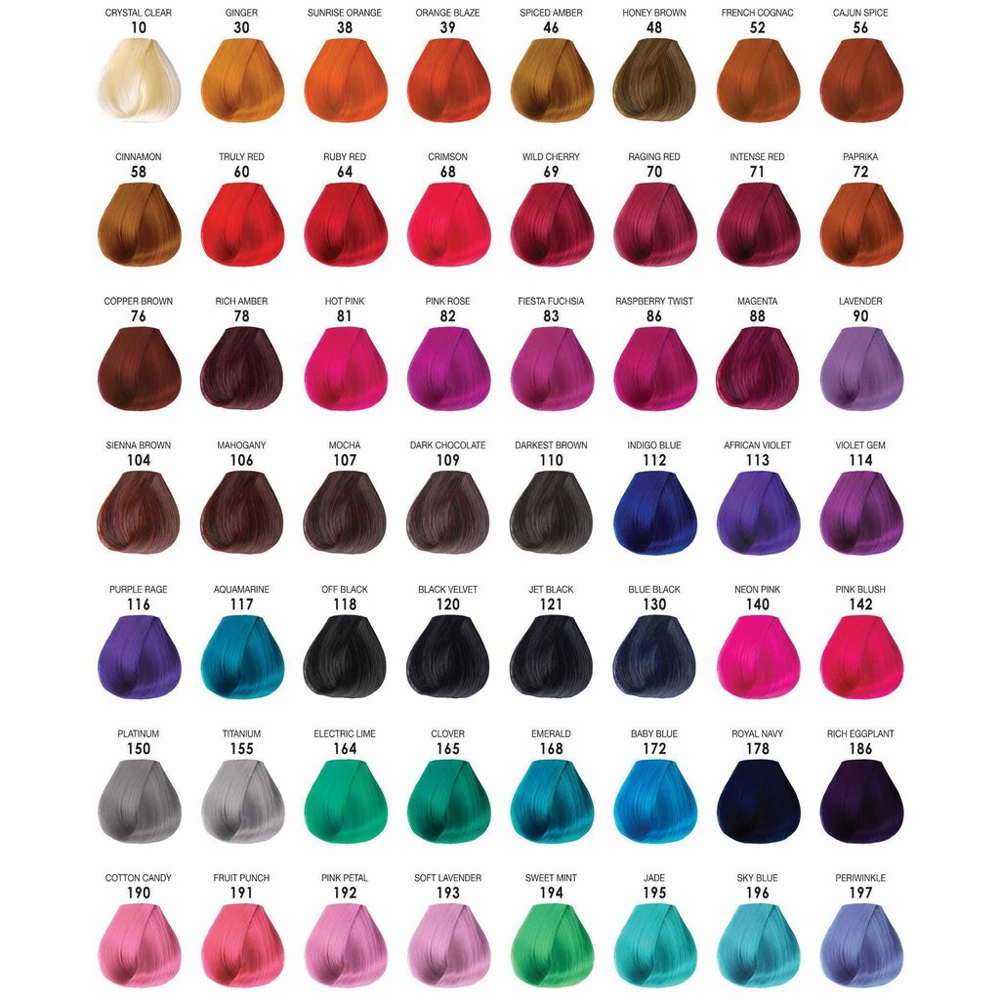 CRYSTAL CLEAR GINGER SUNRISE ORANGE ORANGE BLAZE SPICED AMBER HONEY BROWN FRENCH COGNAC CAJUN SPICE
10 30 38 39 46 48 52 56
CINNAMON TRULY RED RUBY RED CRIMSON WILD CHERRY RAGING RED INTENSE RED PAPRIKA
58 60 64 68 69 70 71 72
COPPER BROWN RICH AMBER HOT PINK PINK ROSE FIESTA FUCHSIA RASPBERRY TWIST MAGENTA LAVENDER
76 78 81 82 83 86 88 90
SIENNA BROWN MAHOGANY MOCHA DARK CHOCOLATE DARKEST BROWN INDIGO BLUE AFRICAN VIOLET VIOLET GEM
104 106 107 109 110 112 113 114
PURPLE RAGE AQUAMARINE OFF BLACK BLACK VELVET JET BLACK BLUE BLACK NEON PINK PINK BLUSH
116 117 118 120 121 130 140 142
PLATINUM TITANIUM ELECTRIC LIME CLOVER EMERALD BABY BLUE ROYAL NAVY RICH EGGPLANT
150 155 164 165 168 172 178 186
COTTON CANDY FRUIT PUNCH PINK PETAL SOFT LAVENDER SWEET MINT JADE SKY BLUE PERIWINKLE
190 191 192 193 194 195 196 197